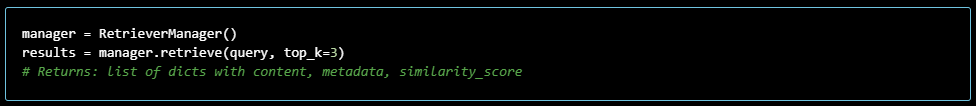 manager = RetrieverManager()
results = manager.retrieve(query, top_k=3)
# Returns: list of dicts with content, metadata, similarity_score